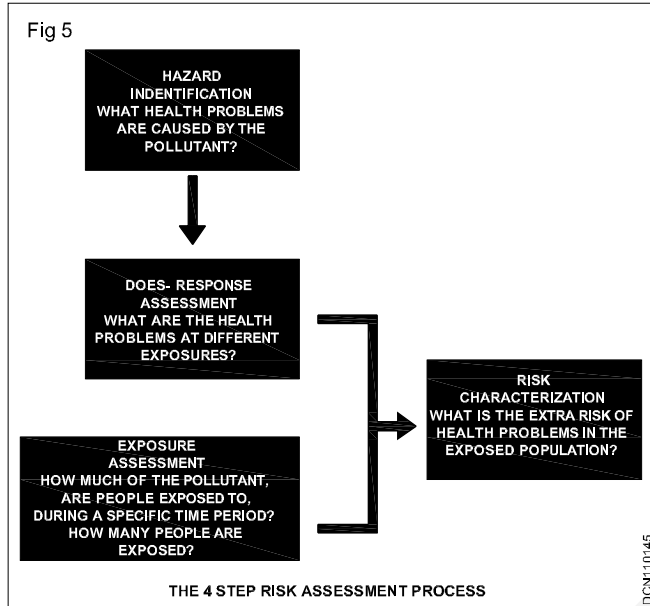 Fig 5
HAZARD
INDENTIFICATION
WHAT HEALTH PROBLEMS
ARE CAUSED BY THE
POLLUTANT?
DOES- RESPONSE
ASSESSMENT
WHAT ARE THE HEALTH
PROBLEMS AT DIFFERENT
EXPOSURES?
EXPOSURE
ASSESSMENT
HOW MUCH OF THE POLLUTANT,
ARE PEOPLE EXPOSED TO,
DURING A SPECIFIC TIME PERIOD?
HOW MANY PEOPLE ARE
EXPOSED?
RISK
CHARACTERIZATION
WHAT IS THE EXTRA RISK OF
HEALTH PROBLEMS IN THE
EXPOSED POPULATION?
THE 4 STEP RISK ASSESSMENT PROCESS
DCN110145